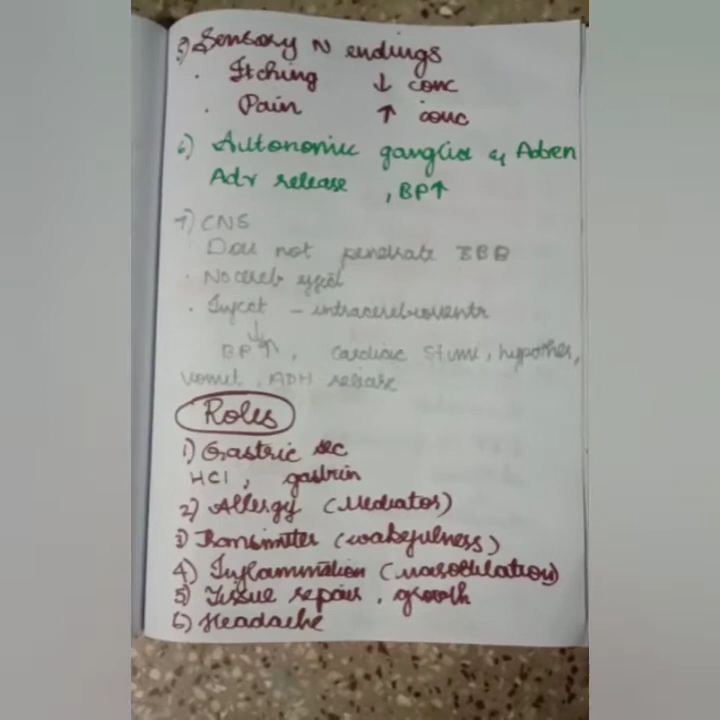 5) Sensory N endings
. Itching ↓ conc
. Pain ↑ conc
6) Autonomic ganglia & Adren
Adr release , BP↑
7) CNS
Does not penetrate BBB
. No cereb effect
. Inject – intracerebroventr
↓
BP↑, cardiac stimu, hypother,
vomit, ADH release
Roles
1) Gastric sec
HCl, gastrin
2) Allergy (Mediator)
3) Transmitter (wakefulness)
4) Inflammation (vasodilation)
5) Tissue repair, growth
6) Headache